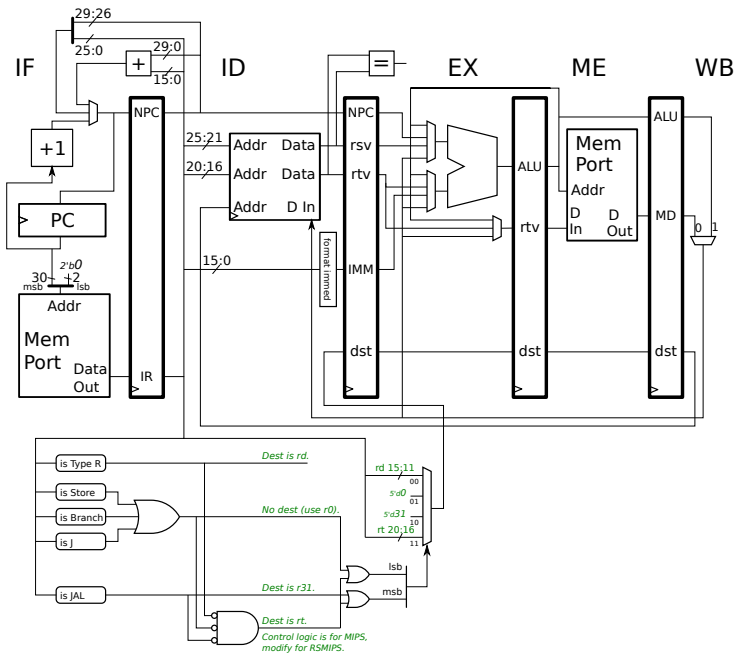 29:26
25:0
29:0
15:0
IF
ID
EX
ME
WB
+
=
+1
PC
NPC
25:21
20:16
Addr Data
Addr Data
Addr D In
NPC
rsv
rtv
IMM
dst
ALU
rtv
dst
Mem
Port
Addr
D
In
D
Out
ALU
MD
dst
0 1
15:0
format immed
2'b0
30
2
msb
lsb
Addr
Mem
Port
Data
Out
IR
is Type R
Dest is rd.
is Store
is Branch
is J
No dest (use r0).
is JAL
Dest is r31.
Dest is rt.
Control logic is for MIPS,
modify for RSMIPS.
rd 15:11
00
5'd0
01
5'd31
10
rt 20:16
11
lsb
msb